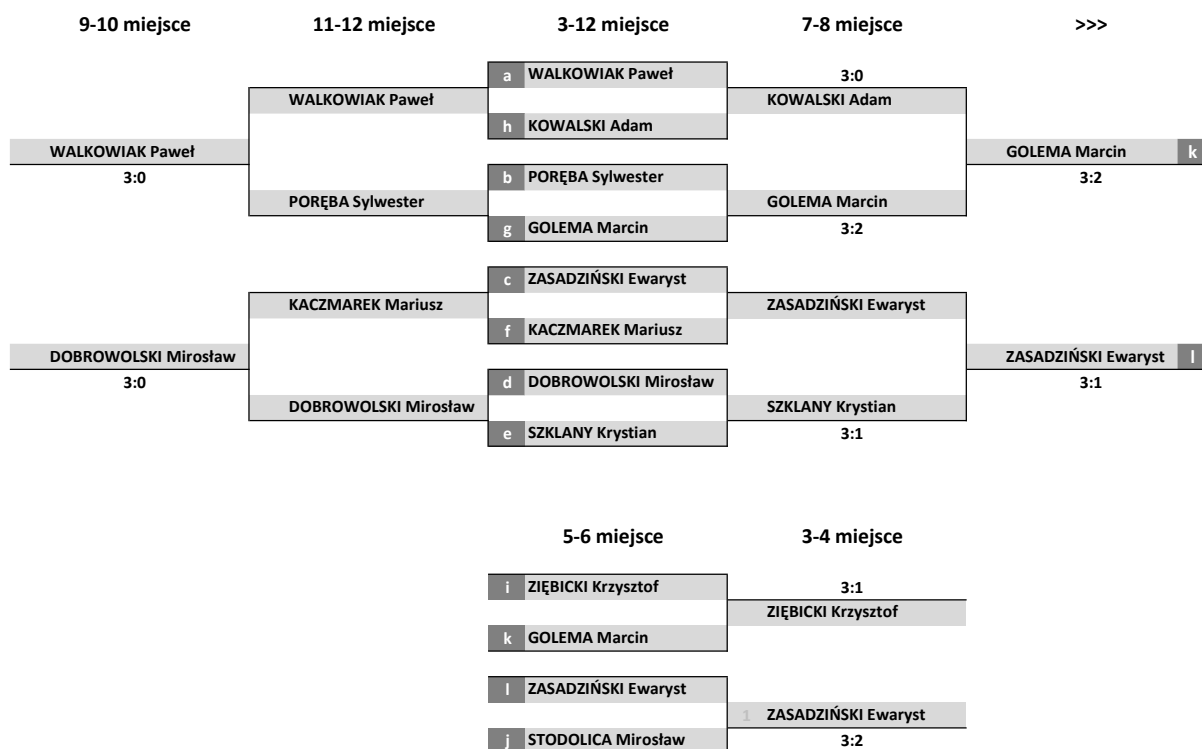 9-10 miejsce 11-12 miejsce 3-12 miejsce 7-8 miejsce >>>
a WALKOWIAK Paweł 3:0
WALKOWIAK Paweł KOWALSKI Adam
h KOWALSKI Adam
WALKOWIAK Paweł GOLEMA Marcin k
3:0 b PORĘBA Sylwester 3:2
PORĘBA Sylwester GOLEMA Marcin
g GOLEMA Marcin 3:2
c ZASADZIŃSKI Ewaryst
KACZMAREK Mariusz ZASADZIŃSKI Ewaryst
f KACZMAREK Mariusz
DOBROWOLSKI Mirosław ZASADZIŃSKI Ewaryst l
3:0 d DOBROWOLSKI Mirosław 3:1
DOBROWOLSKI Mirosław SZKLANY Krystian
e SZKLANY Krystian 3:1
5-6 miejsce 3-4 miejsce
i ZIĘBICKI Krzysztof 3:1
ZIĘBICKI Krzysztof
k GOLEMA Marcin
l ZASADZIŃSKI Ewaryst
1 ZASADZIŃSKI Ewaryst
j STODOLICA Mirosław 3:2